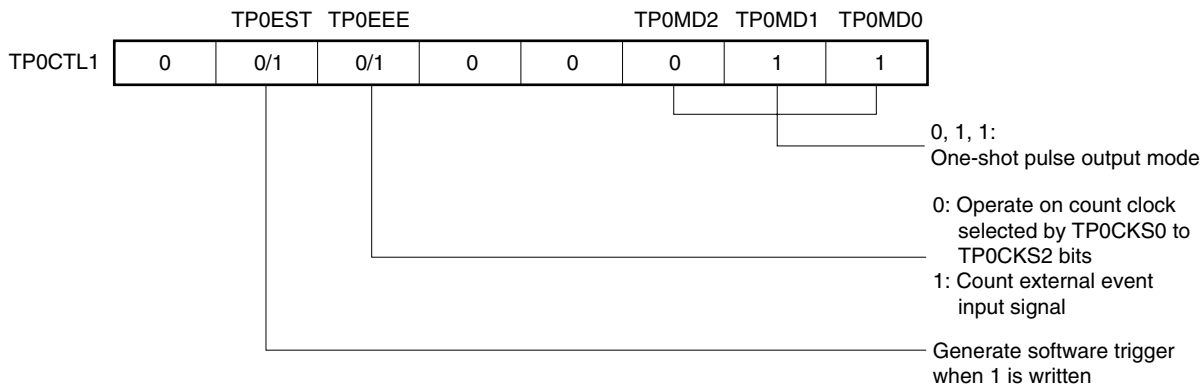 TP0EST TP0EEE TP0MD2 TP0MD1 TP0MD0
TP0CTL1 0 0/1 0/1 0 0 0 1 1
0, 1, 1:
One-shot pulse output mode
0: Operate on count clock
selected by TP0CKS0 to
TP0CKS2 bits
1: Count external event
input signal
Generate software trigger
when 1 is written